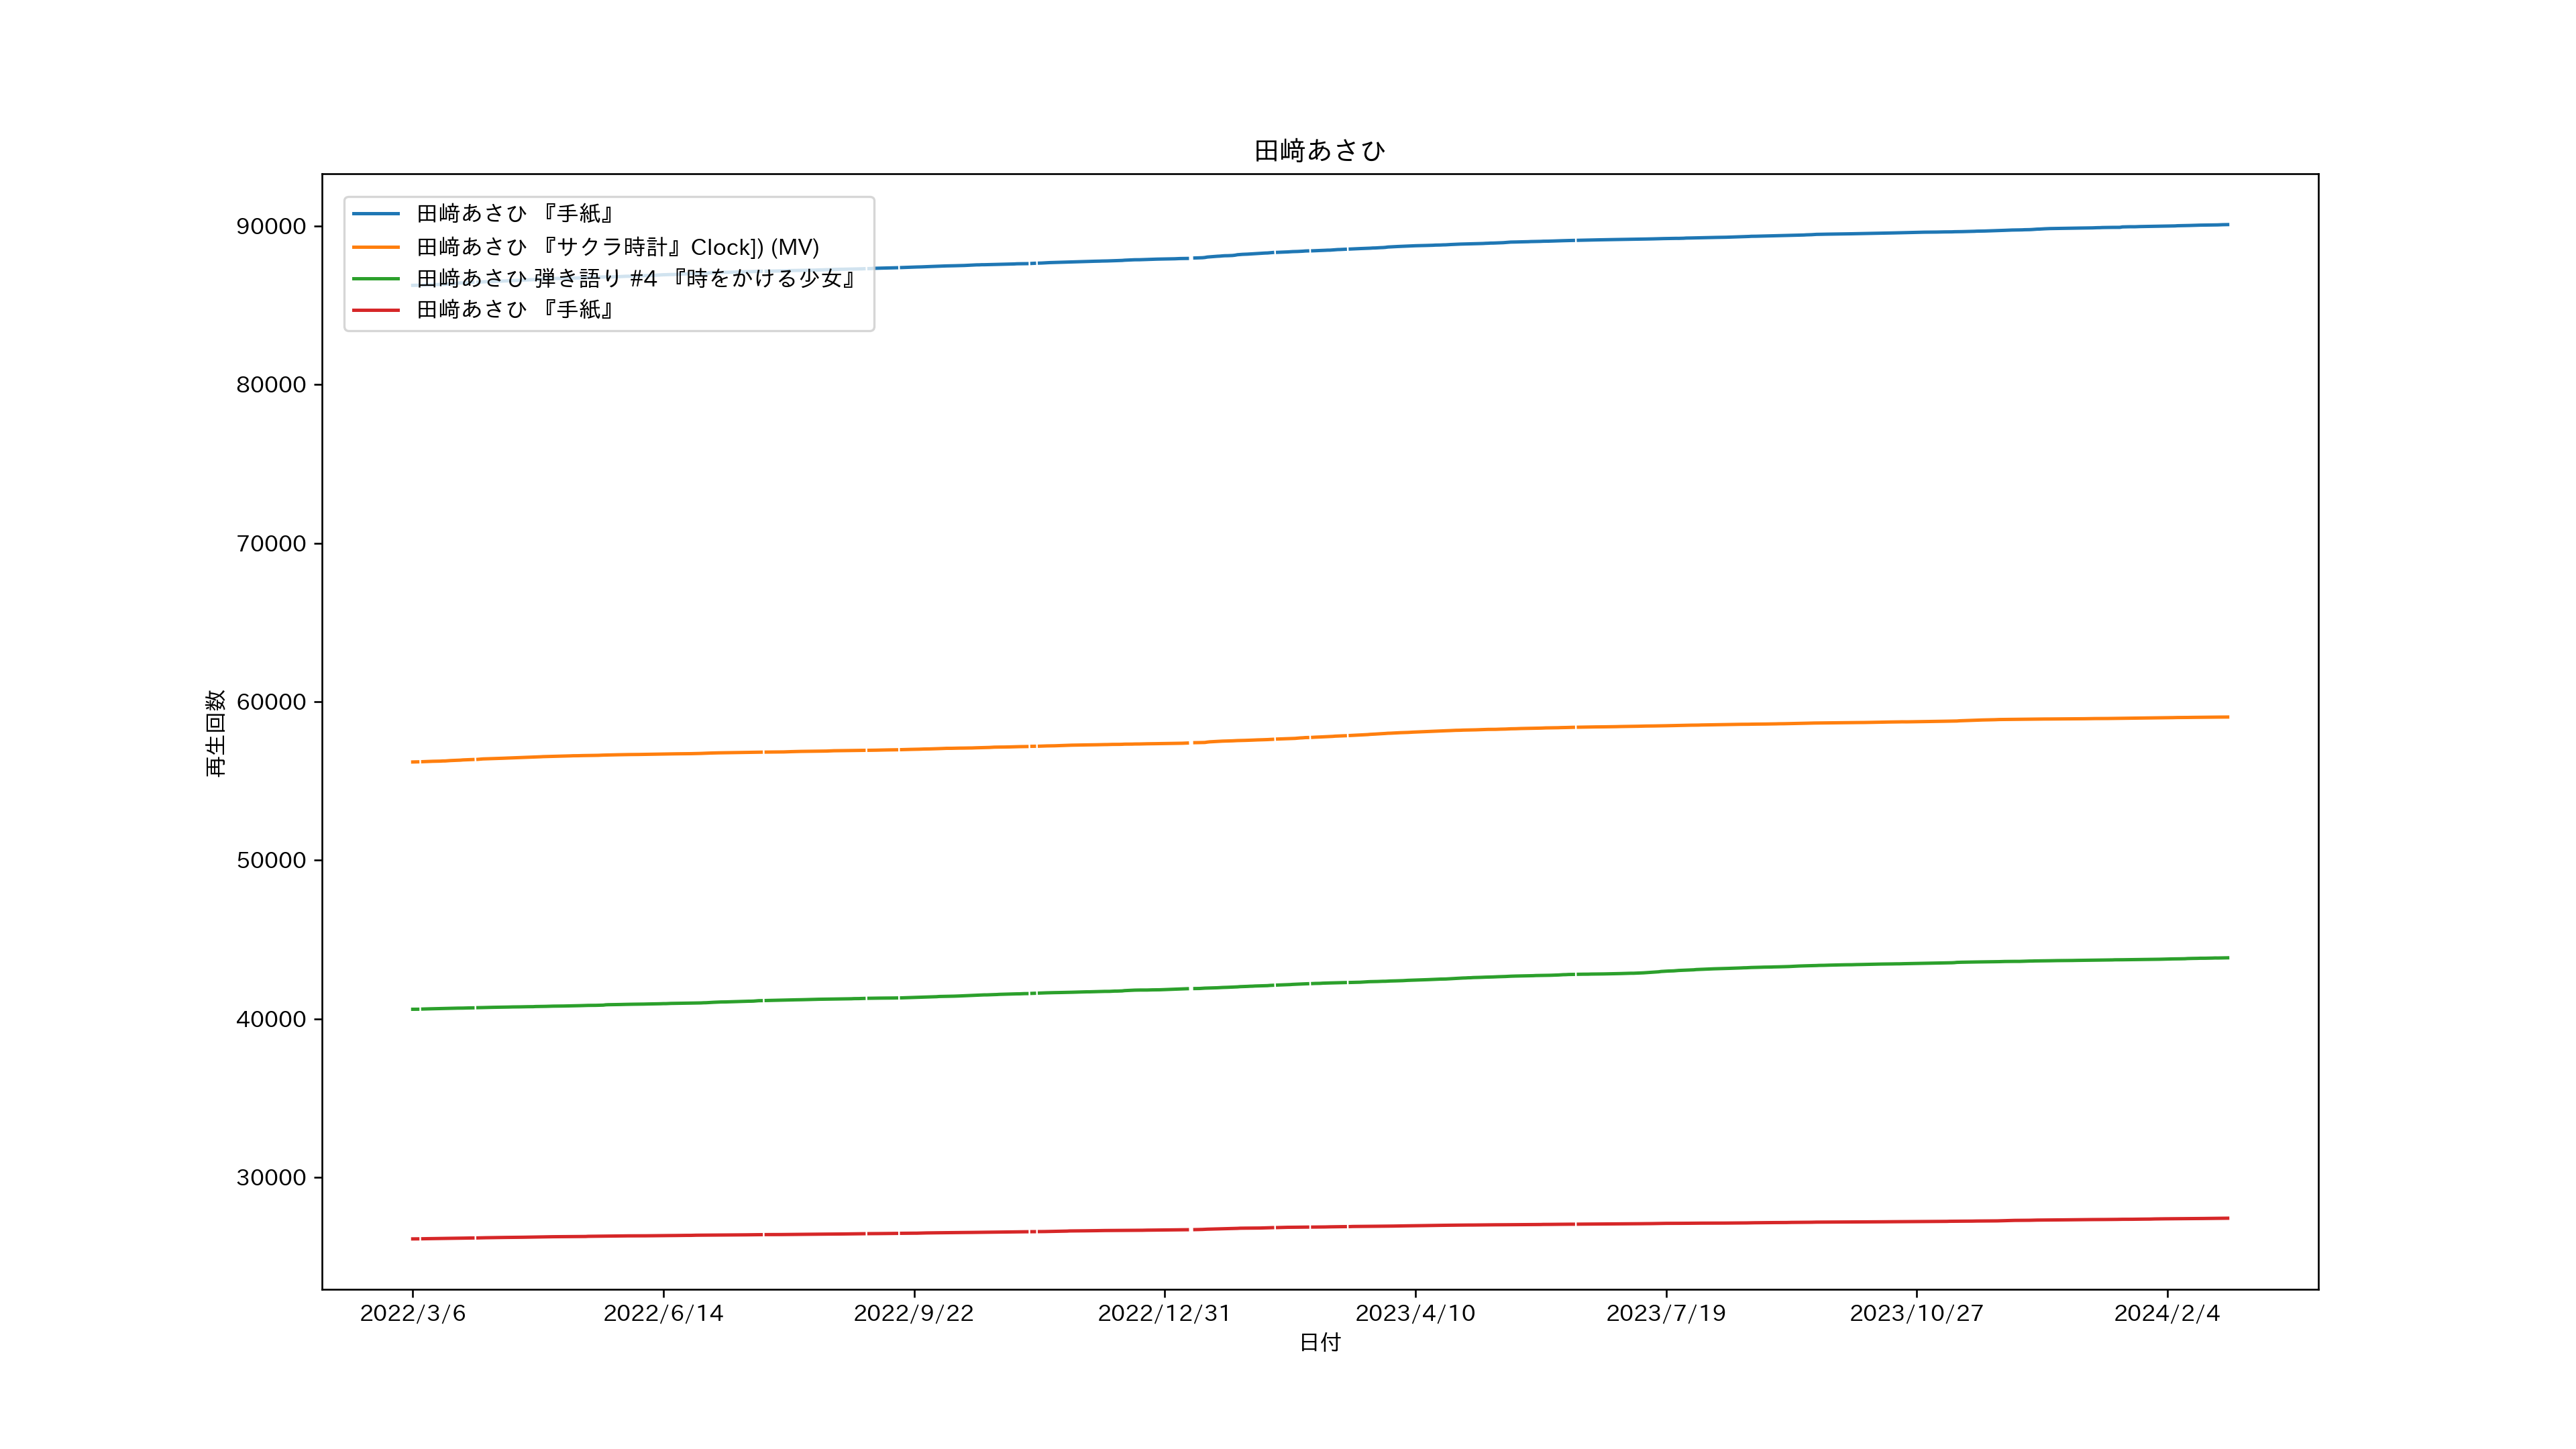 田﨑あさひ
田﨑あさひ 『手紙』
田﨑あさひ 『サクラ時計』Clock]) (MV)
田﨑あさひ 弾き語り #4 『時をかける少女』
田﨑あさひ 『手紙』
90000
80000
70000
60000
50000
40000
30000
再生回数
2022/3/6
2022/6/14
2022/9/22
2022/12/31
2023/4/10
2023/7/19
2023/10/27
2024/2/4
日付